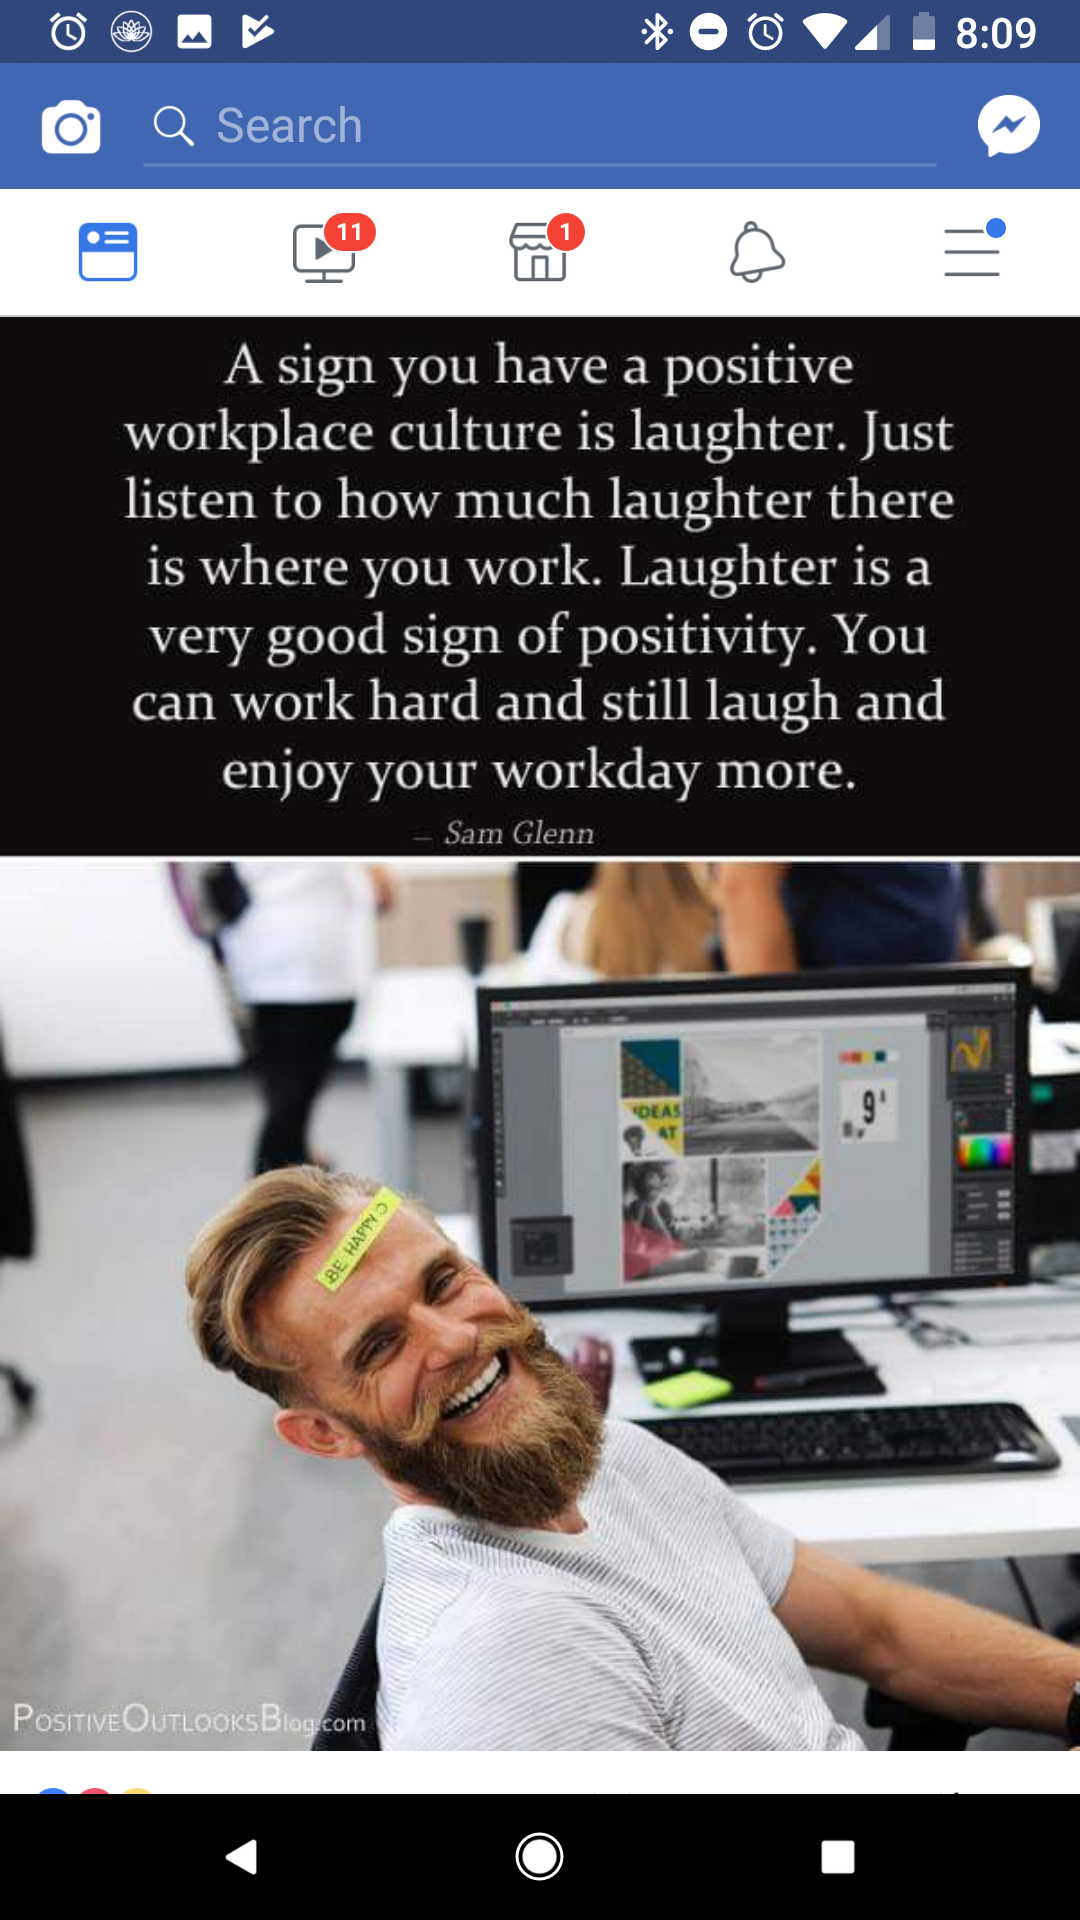 8:09
Search
11
1
A sign you have a positive
workplace culture is laughter. Just
listen to how much laughter there
is where you work. Laughter is a
very good sign of positivity. You
can work hard and still laugh and
enjoy your workday more.
– Sam Glenn
IDEAS
AT
9
BE HAPPY
POSITIVEOUTLOOKSBlog.com